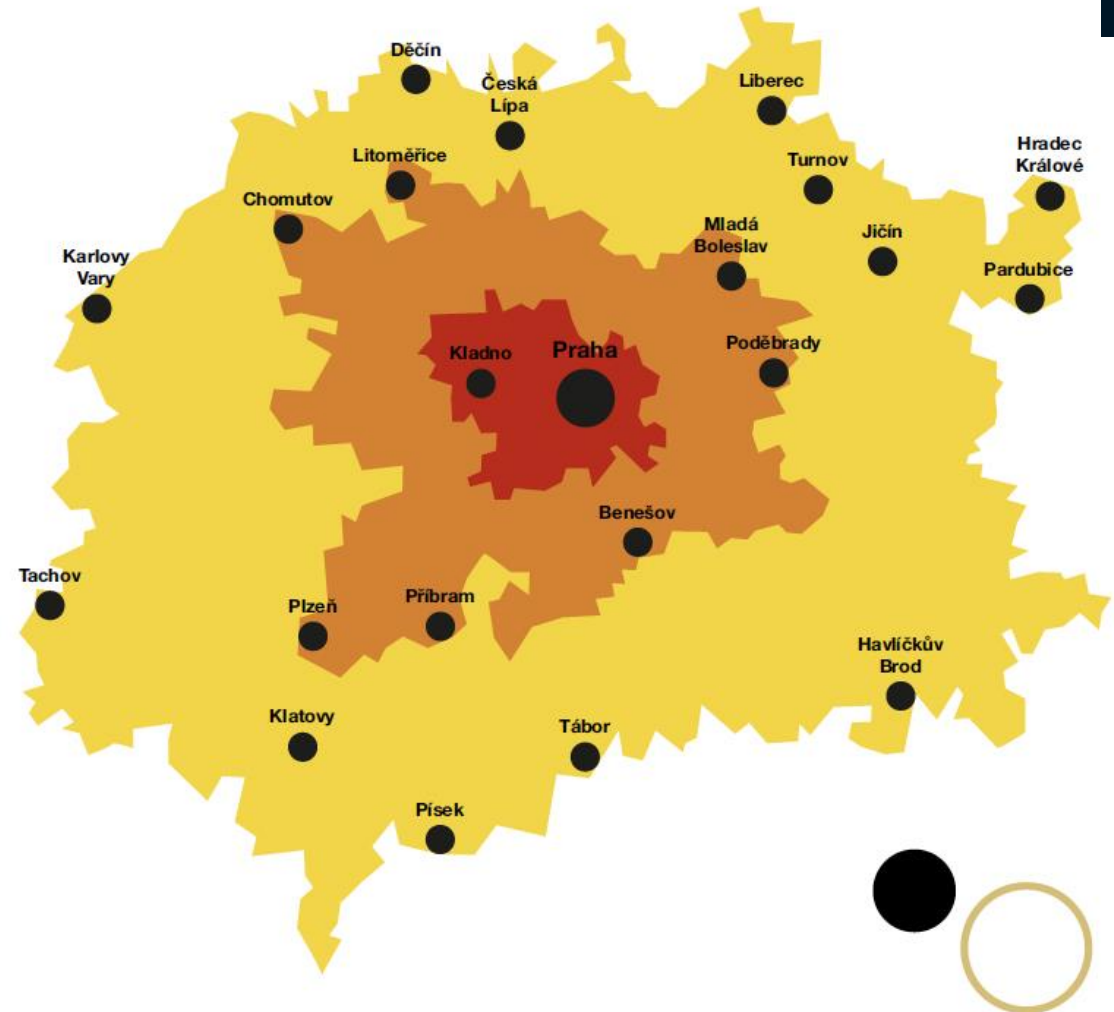 Děčín
Česká
Lípa
Liberec
Hradec
Králové
Litoměřice
Turnov
Chomutov
Mladá
Boleslav
Jičín
Karlovy
Vary
Pardubice
Kladno
Praha
Poděbrady
Benešov
Tachov
Plzeň
Příbram
Havlíčkův
Brod
Klatovy
Tábor
Písek